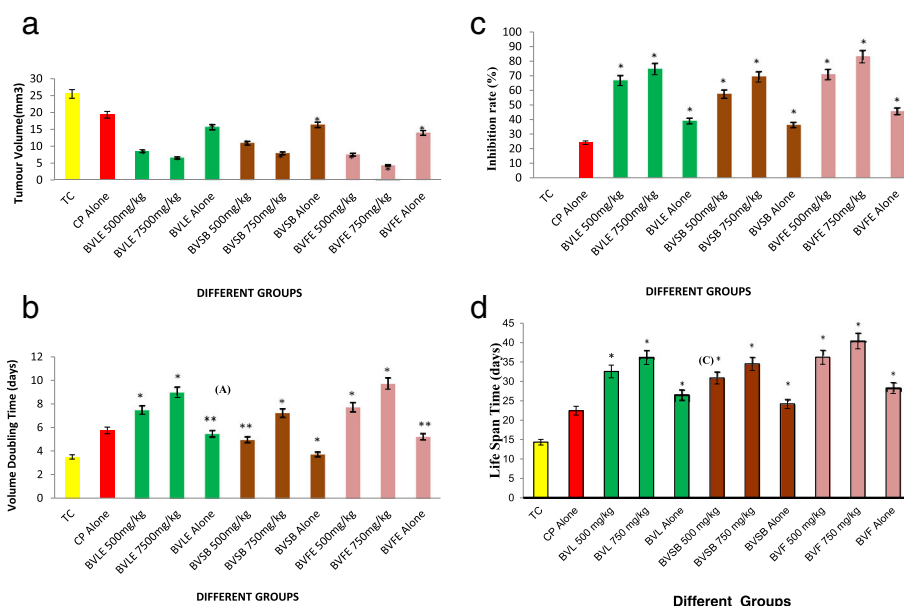 a
Tumour Volume(mm3)
30
25
20
15
10
5
0
TC
CP Alone
BVLE 500mg/kg
BVLE 7500mg/kg
BVLE Alone
BVSB 500mg/kg
BVSB 750mg/kg
BVSB Alone
BVFE 500mg/kg
BVFE 750mg/kg
BVFE Alone
*
*
*
*
*
*
DIFFERENT GROUPS
c
Inhibition rate (%)
100
90
80
70
60
50
40
30
20
10
0
* * * * * * * * *
TC
CP Alone
BVLE 500mg/kg
BVLE 7500mg/kg
BVLE Alone
BVSB 500mg/kg
BVSB 750mg/kg
BVSB Alone
BVFE 500mg/kg
BVFE 750mg/kg
BVFE Alone
DIFFERENT GROUPS
b
Volume Doubling Time (days)
12
10
8
6
4
2
0
(A)
* * ** ** * * * * **
TC
CP Alone
BVLE 500mg/kg
BVLE 7500mg/kg
BVLE Alone
BVSB 500mg/kg
BVSB 750mg/kg
BVSB Alone
BVFE 500mg/kg
BVFE 750mg/kg
BVFE Alone
DIFFERENT GROUPS
d
Life Span Time (days)
45
40
35
30
25
20
15
10
5
0
(C)
* * * * * * * * *
TC
CP Alone
BVL 500 mg/kg
BVL 750 mg/kg
BVL Alone
BVSB 500 mg/kg
BVSB 750 mg/kg
BVSB Alone
BVF 500 mg/kg
BVF 750 mg/kg
BVF Alone
Different Groups